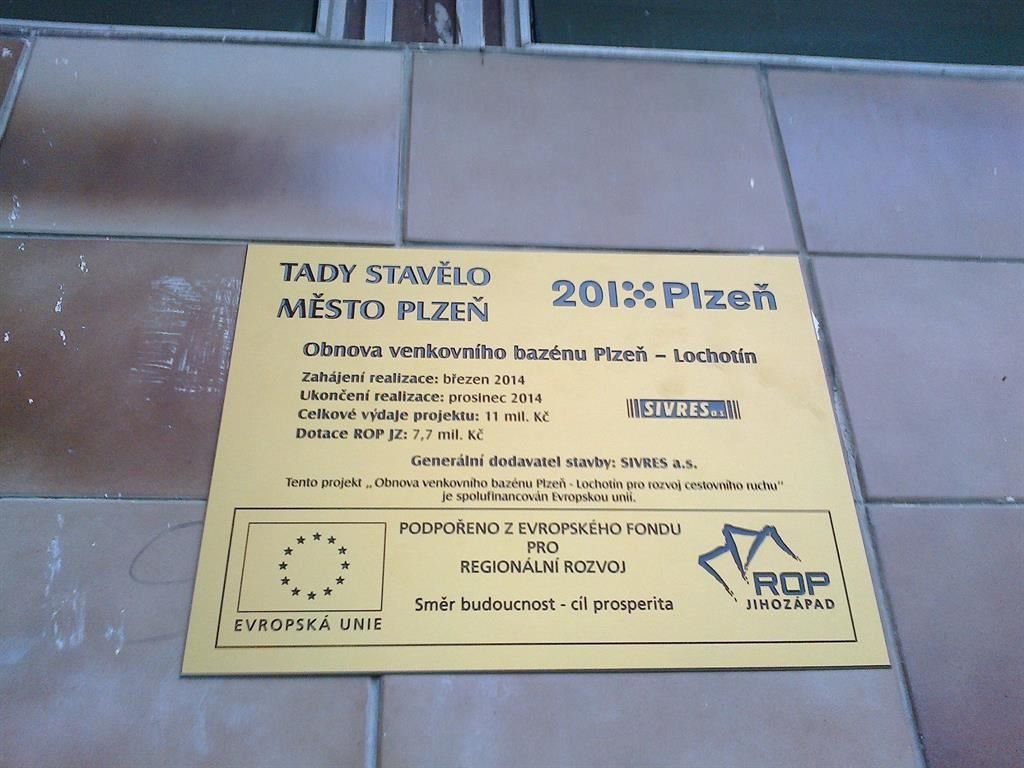 TADY STAVĚLO
MĚSTO PLZEŇ
201 Plzeň
Obnova venkovního bazénu Plzeň – Lochotín
Zahájení realizace: březen 2014
Ukončení realizace: prosinec 2014
Celkové výdaje projektu: 11 mil. Kč
Dotace ROP JZ: 7,7 mil. Kč
SIVRES a.s.
Generální dodavatel stavby: SIVRES a.s.
Tento projekt „Obnova venkovního bazénu Plzeň - Lochotín pro rozvoj cestovního ruchu“
je spolufinancován Evropskou unií.
PODPOŘENO Z EVROPSKÉHO FONDU
PRO
REGIONÁLNÍ ROZVOJ
Směr budoucnost - cíl prosperita
EVROPSKÁ UNIE
ROP
JIHOZÁPAD